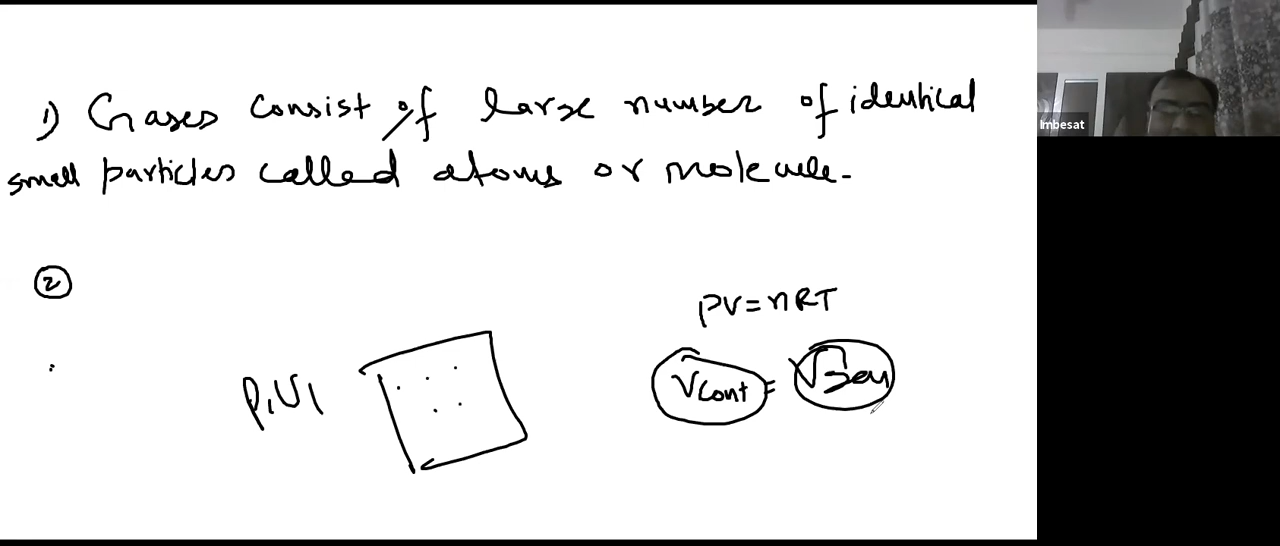 1) Gases consist of large number of identical
small particles called atoms or molecule.
②
PV = nRT
P₁V₁
Vcont = Vgas
Imbesat